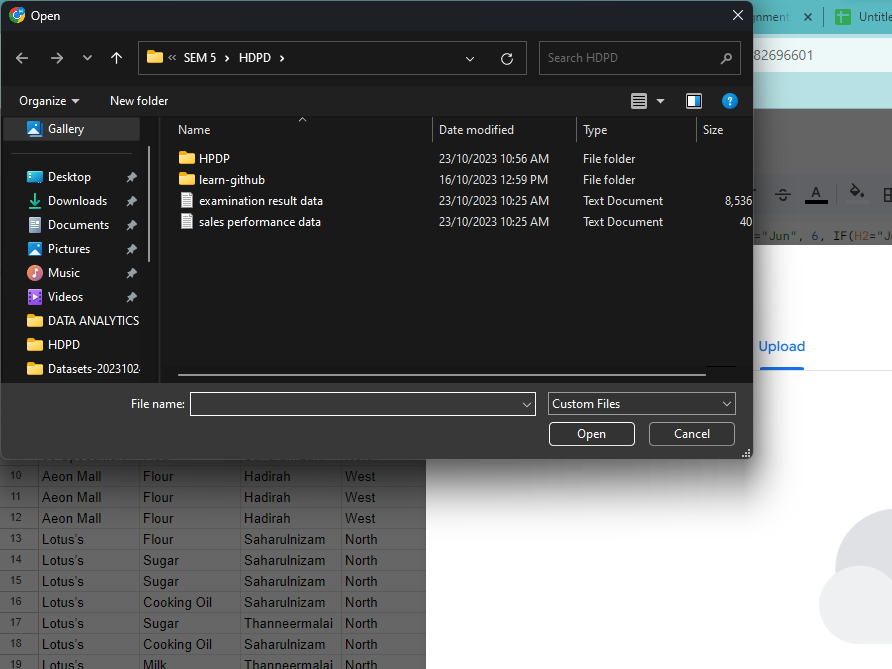 Open
nment
Untitle
SEM 5
HDPD
Search HDPD
82696601
Organize
New folder
Gallery
Desktop
Downloads
Documents
Pictures
Music
Videos
DATA ANALYTICS
HDPD
Datasets-2023102
Name Date modified Type Size
HPDP 23/10/2023 10:56 AM File folder
learn-github 16/10/2023 12:59 PM File folder
examination result data 23/10/2023 10:25 AM Text Document 8,536
sales performance data 23/10/2023 10:25 AM Text Document 40
="Jun", 6, IF(H2="J
Upload
File name:
Custom Files
Open
Cancel
10 Aeon Mall Flour Hadirah West
11 Aeon Mall Flour Hadirah West
12 Aeon Mall Flour Hadirah West
13 Lotus's Flour Saharulnizam North
14 Lotus's Sugar Saharulnizam North
15 Lotus's Sugar Saharulnizam North
16 Lotus's Cooking Oil Saharulnizam North
17 Lotus's Sugar Thanneermalai North
18 Lotus's Cooking Oil Saharulnizam North
19 Lotus's Milk Thanneermalai North